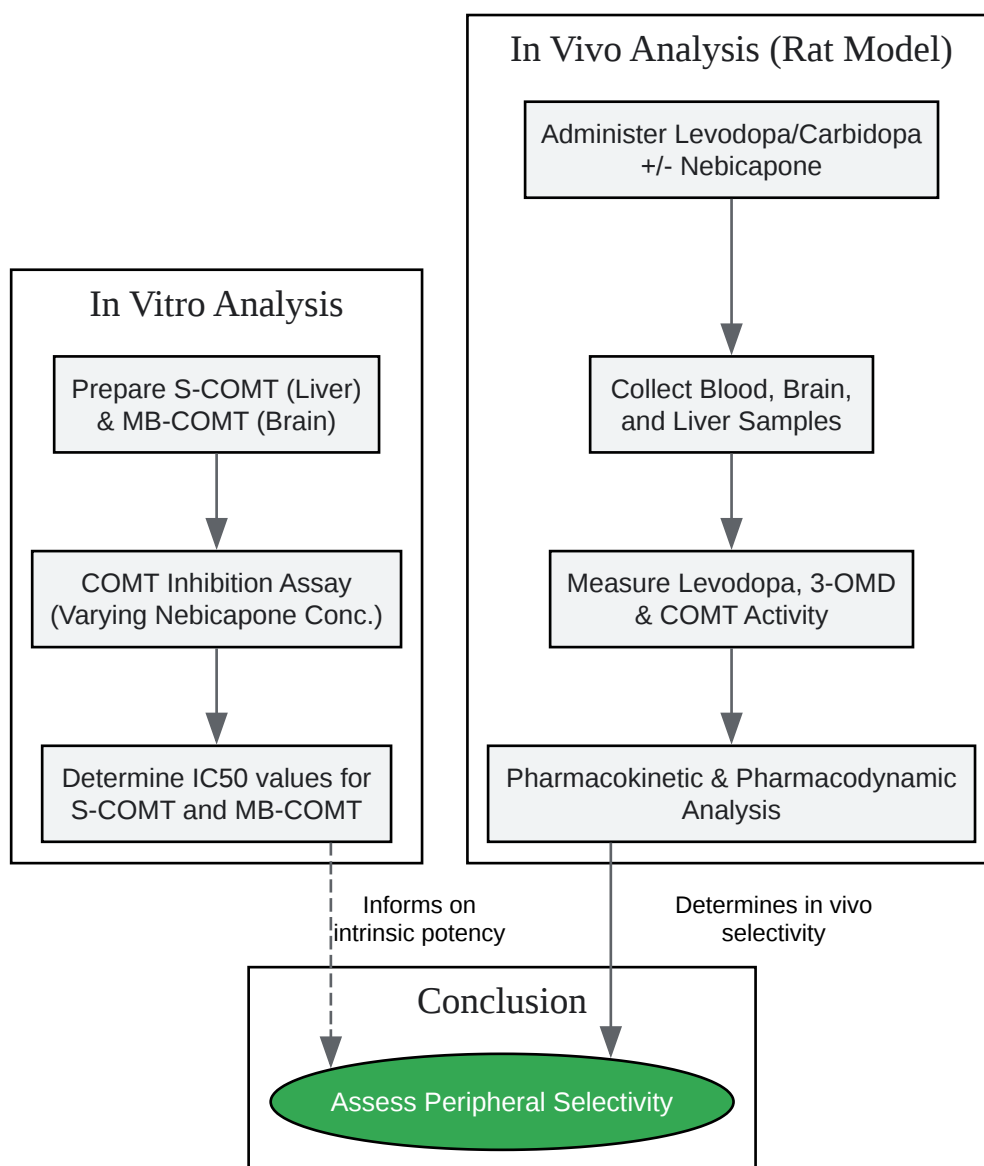 In Vivo Analysis (Rat Model)
Administer Levodopa/Carbidopa
+/- Nebicapone
Collect Blood, Brain,
and Liver Samples
Measure Levodopa, 3-OMD
& COMT Activity
Pharmacokinetic & Pharmacodynamic
Analysis
In Vitro Analysis
Prepare S-COMT (Liver)
& MB-COMT (Brain)
COMT Inhibition Assay
(Varying Nebicapone Conc.)
Determine IC50 values for
S-COMT and MB-COMT
Informs on
intrinsic potency
Determines in vivo
selectivity
Conclusion
Assess Peripheral Selectivity